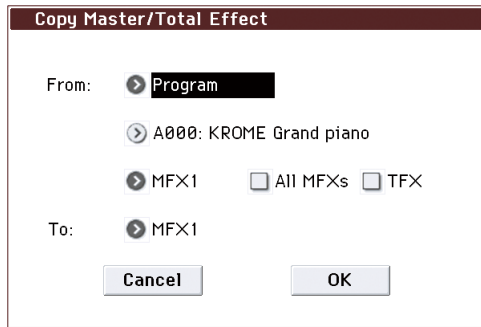 Copy Master/Total Effect
From: Program
A000: KROME Grand piano
MFX1 All MFXs TFX
To: MFX1
Cancel OK